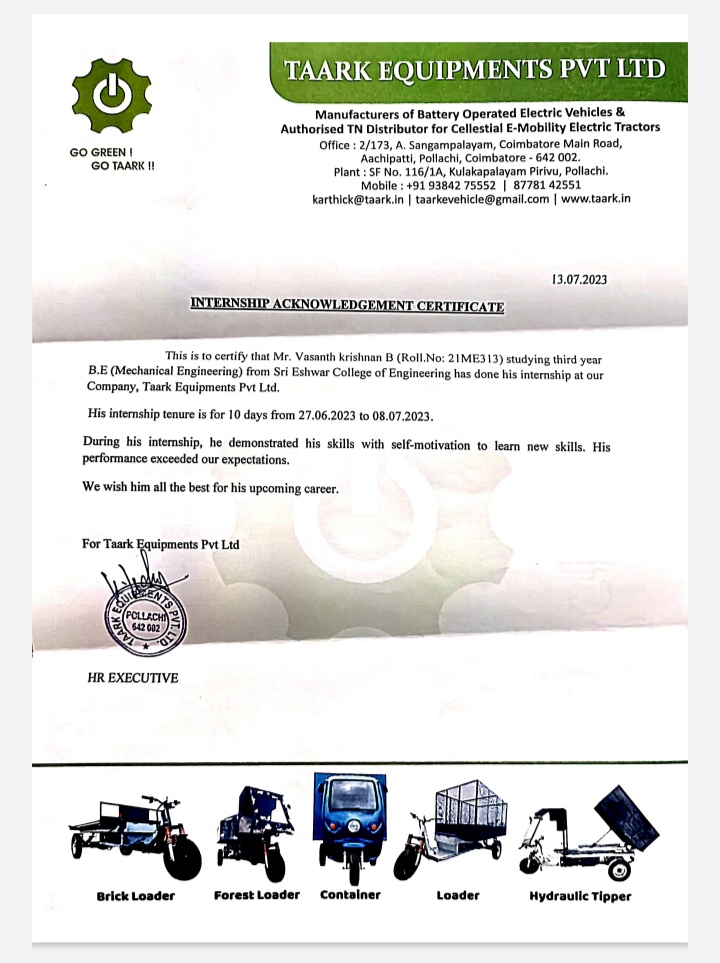 TAARK EQUIPMENTS PVT LTD
GO GREEN !
GO TAARK !!
Manufacturers of Battery Operated Electric Vehicles &
Authorised TN Distributor for Cellestial E-Mobility Electric Tractors
Office : 2/173, A. Sangampalayam, Coimbatore Main Road,
Aachipatti, Pollachi, Coimbatore - 642 002.
Plant : SF No. 116/1A, Kulakapalayam Pirivu, Pollachi.
Mobile : +91 93842 75552 | 87781 42551
karthick@taark.in | taarkevehicle@gmail.com | www.taark.in
13.07.2023
INTERNSHIP ACKNOWLEDGEMENT CERTIFICATE
This is to certify that Mr. Vasanth krishnan B (Roll.No: 21ME313) studying third year
B.E (Mechanical Engineering) from Sri Eshwar College of Engineering has done his internship at our
Company, Taark Equipments Pvt Ltd.
His internship tenure is for 10 days from 27.06.2023 to 08.07.2023.
During his internship, he demonstrated his skills with self-motivation to learn new skills. His
performance exceeded our expectations.
We wish him all the best for his upcoming career.
For Taark Equipments Pvt Ltd
TAARK EQUIPMENTS PVT. LTD.
POLLACHI
642 002
HR EXECUTIVE
Brick Loader
Forest Loader
Container
Loader
Hydraulic Tipper